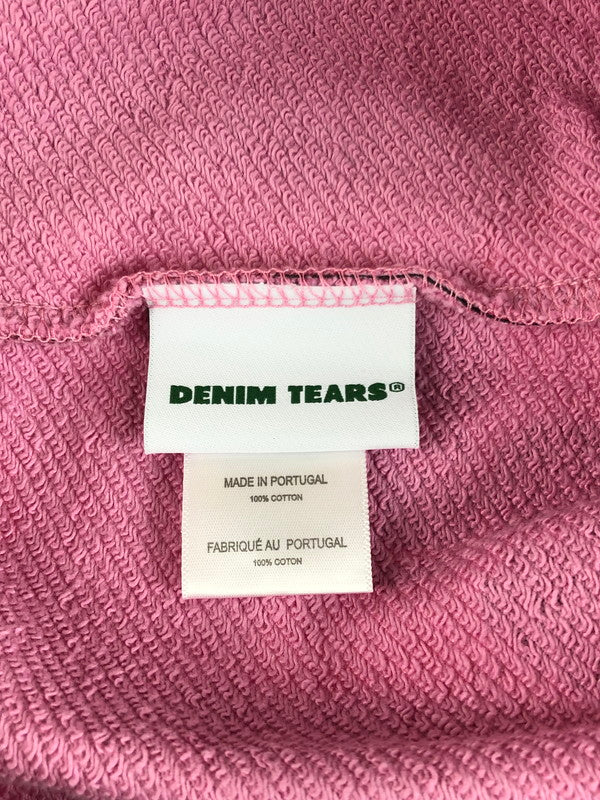 DENIM TEARS®
MADE IN PORTUGAL
100% COTTON
FABRIQUÉ AU PORTUGAL
100% COTON